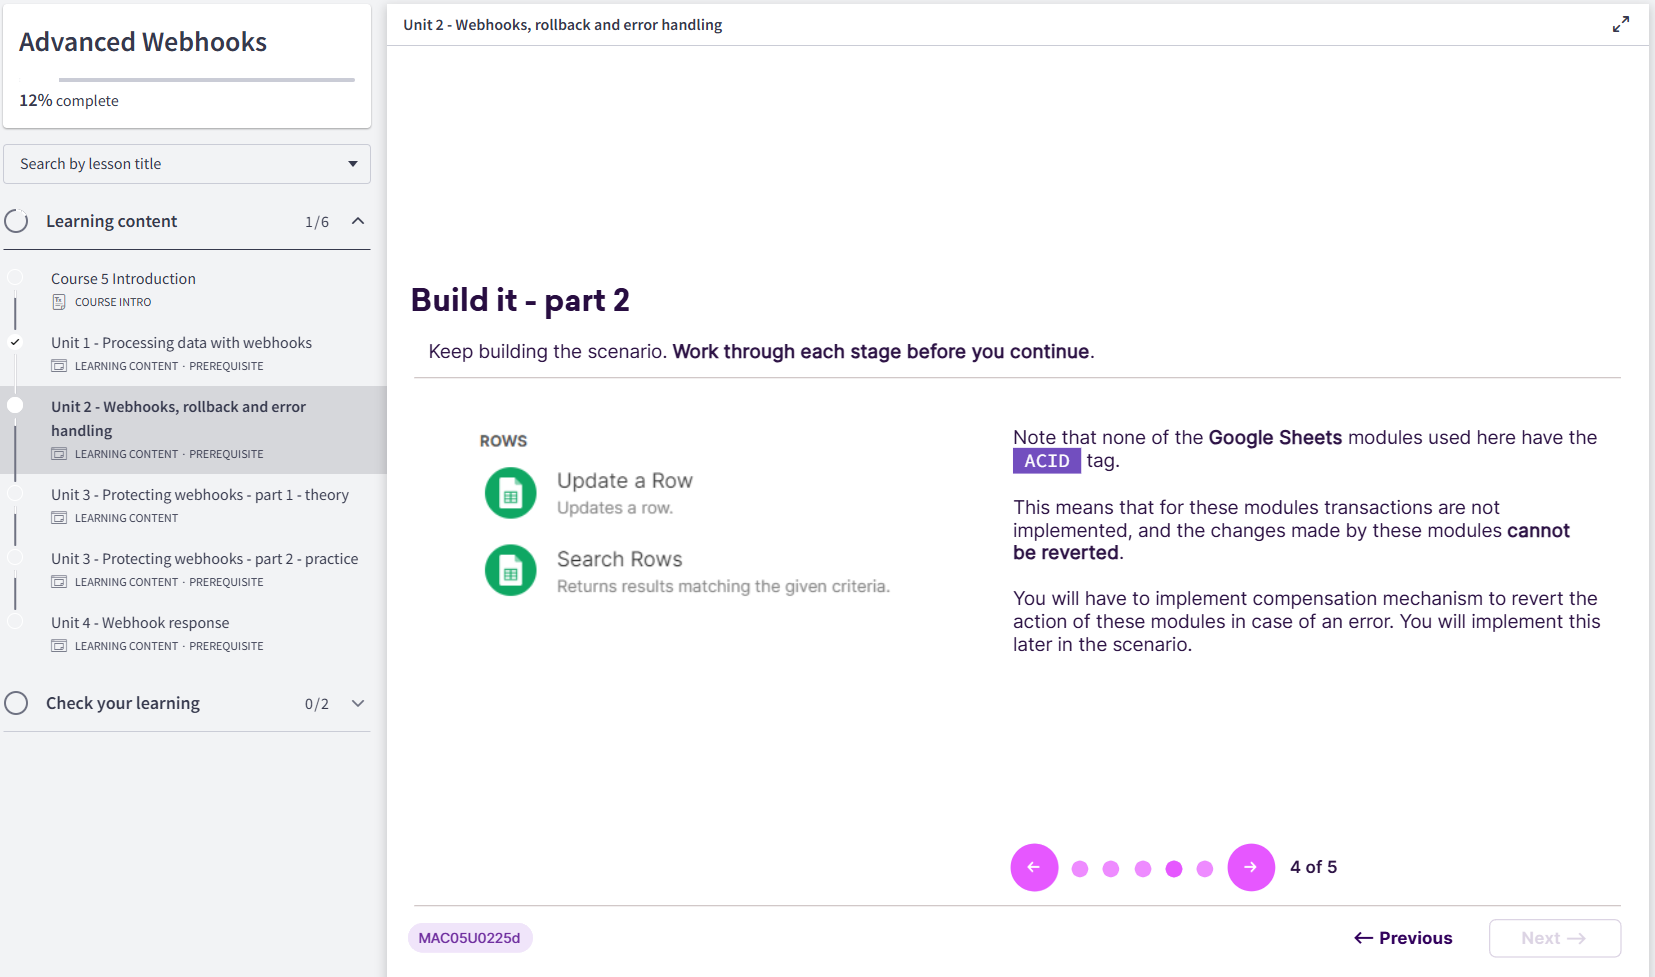 Advanced Webhooks
12% complete
Search by lesson title
Learning content 1/6
Course 5 Introduction
COURSE INTRO
Unit 1 - Processing data with webhooks
LEARNING CONTENT · PREREQUISITE
Unit 2 - Webhooks, rollback and error
handling
LEARNING CONTENT · PREREQUISITE
Unit 3 - Protecting webhooks - part 1 - theory
LEARNING CONTENT
Unit 3 - Protecting webhooks - part 2 - practice
LEARNING CONTENT · PREREQUISITE
Unit 4 - Webhook response
LEARNING CONTENT · PREREQUISITE
Check your learning 0/2
Unit 2 - Webhooks, rollback and error handling
Build it - part 2
Keep building the scenario. Work through each stage before you continue.
ROWS
Update a Row
Updates a row.
Search Rows
Returns results matching the given criteria.
Note that none of the Google Sheets modules used here have the
ACID tag.
This means that for these modules transactions are not
implemented, and the changes made by these modules cannot
be reverted.
You will have to implement compensation mechanism to revert the
action of these modules in case of an error. You will implement this
later in the scenario.
← → 4 of 5
MAC05U0225d
← Previous
Next →